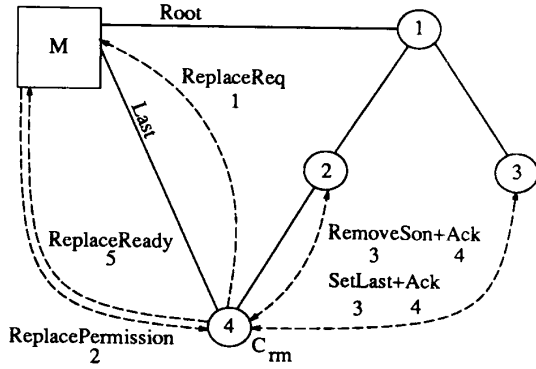 Root
M
1
ReplaceReq
1
Last
2
3
ReplaceReady
5
RemoveSon+Ack
3 4
SetLast+Ack
3 4
ReplacePermission
2
4
C rm